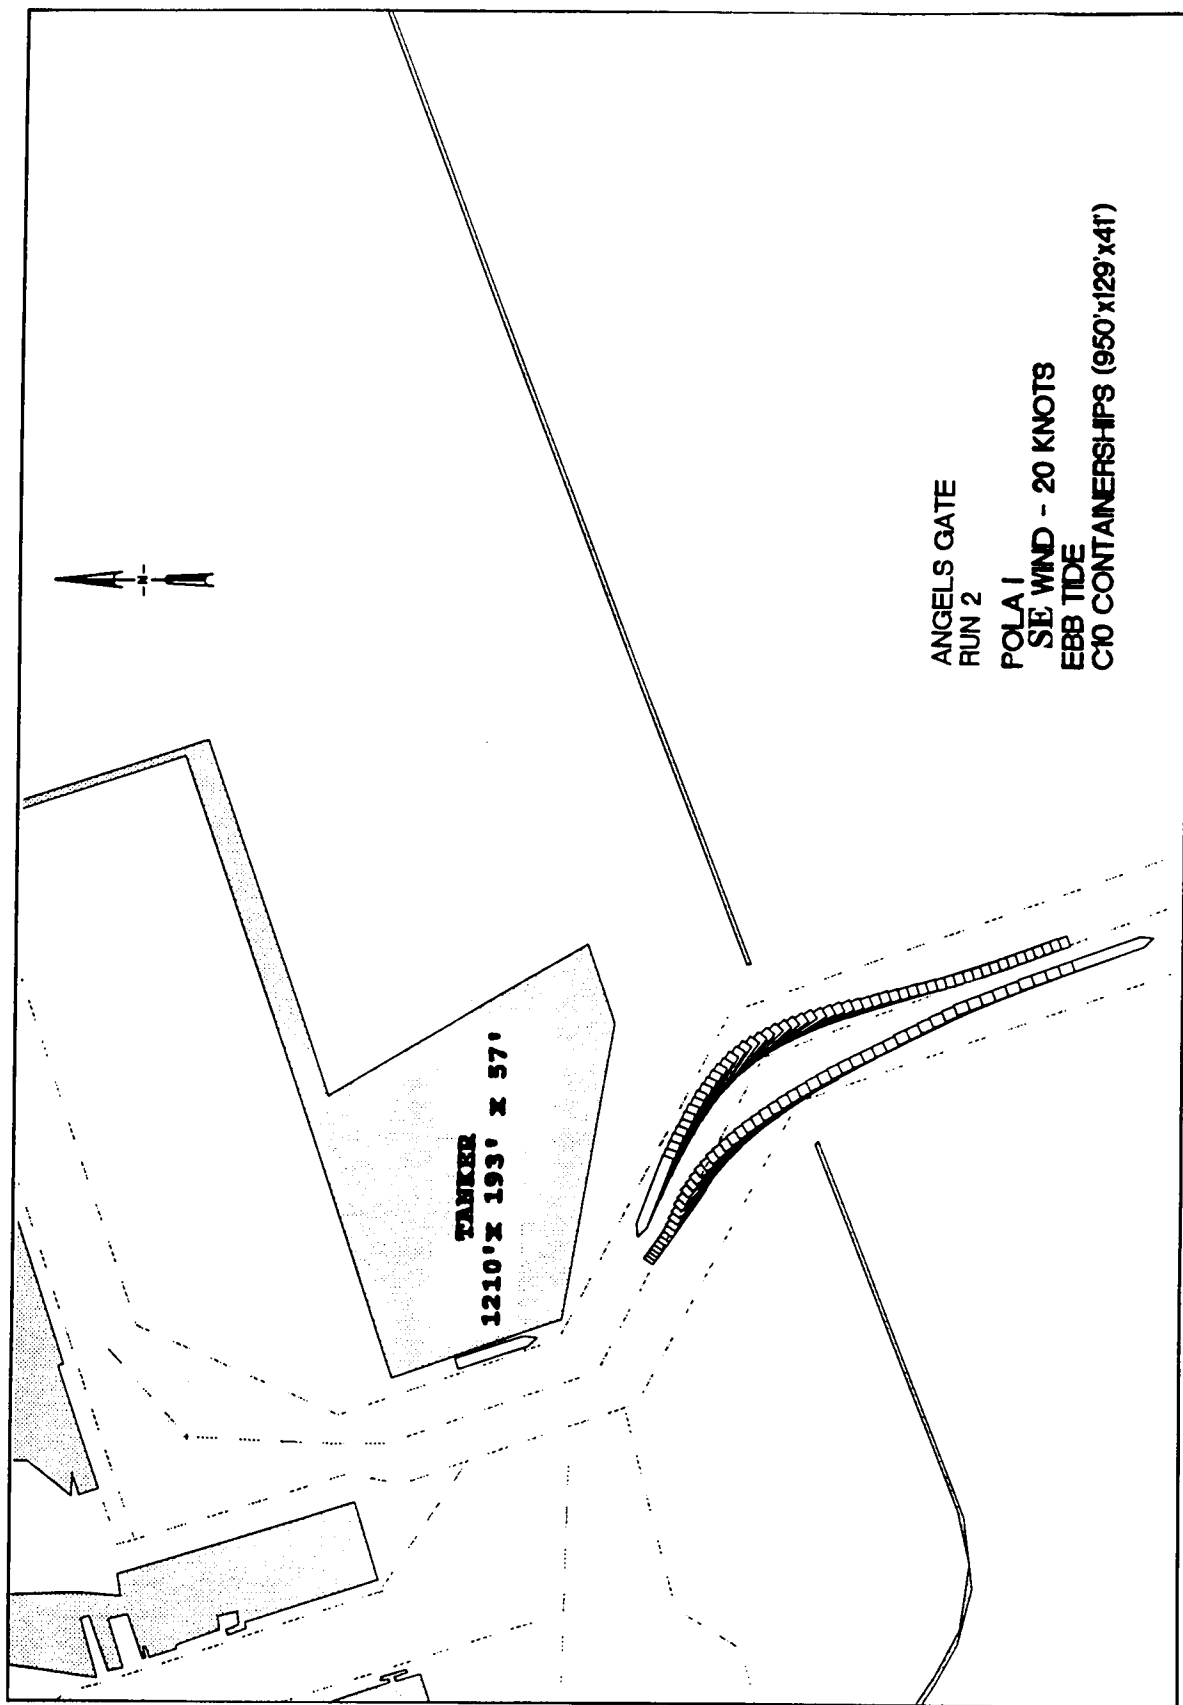 N
TANKER
1210'X 193' X 57'
ANGELS GATE
RUN 2
POLA I
SE WIND - 20 KNOTS
EBB TIDE
C10 CONTAINERSHIPS (950'x129'x41')